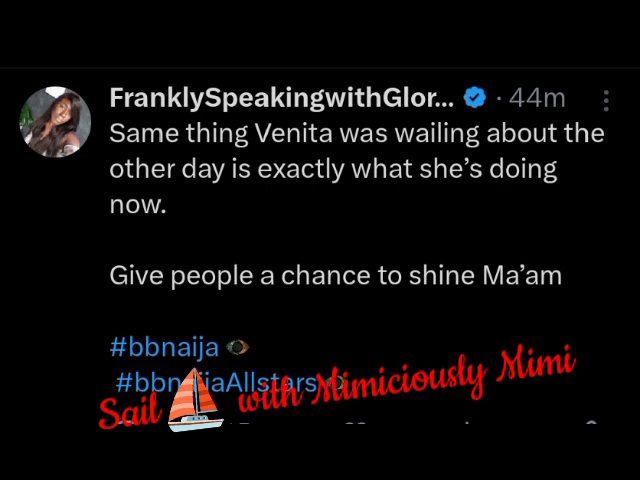 FranklySpeakingwithGlor... · 44m
Same thing Venita was wailing about the
other day is exactly what she's doing
now.
Give people a chance to shine Ma'am
#bbnaija
#bbnaijaAllstars
Sail with Mimiciously Mimi